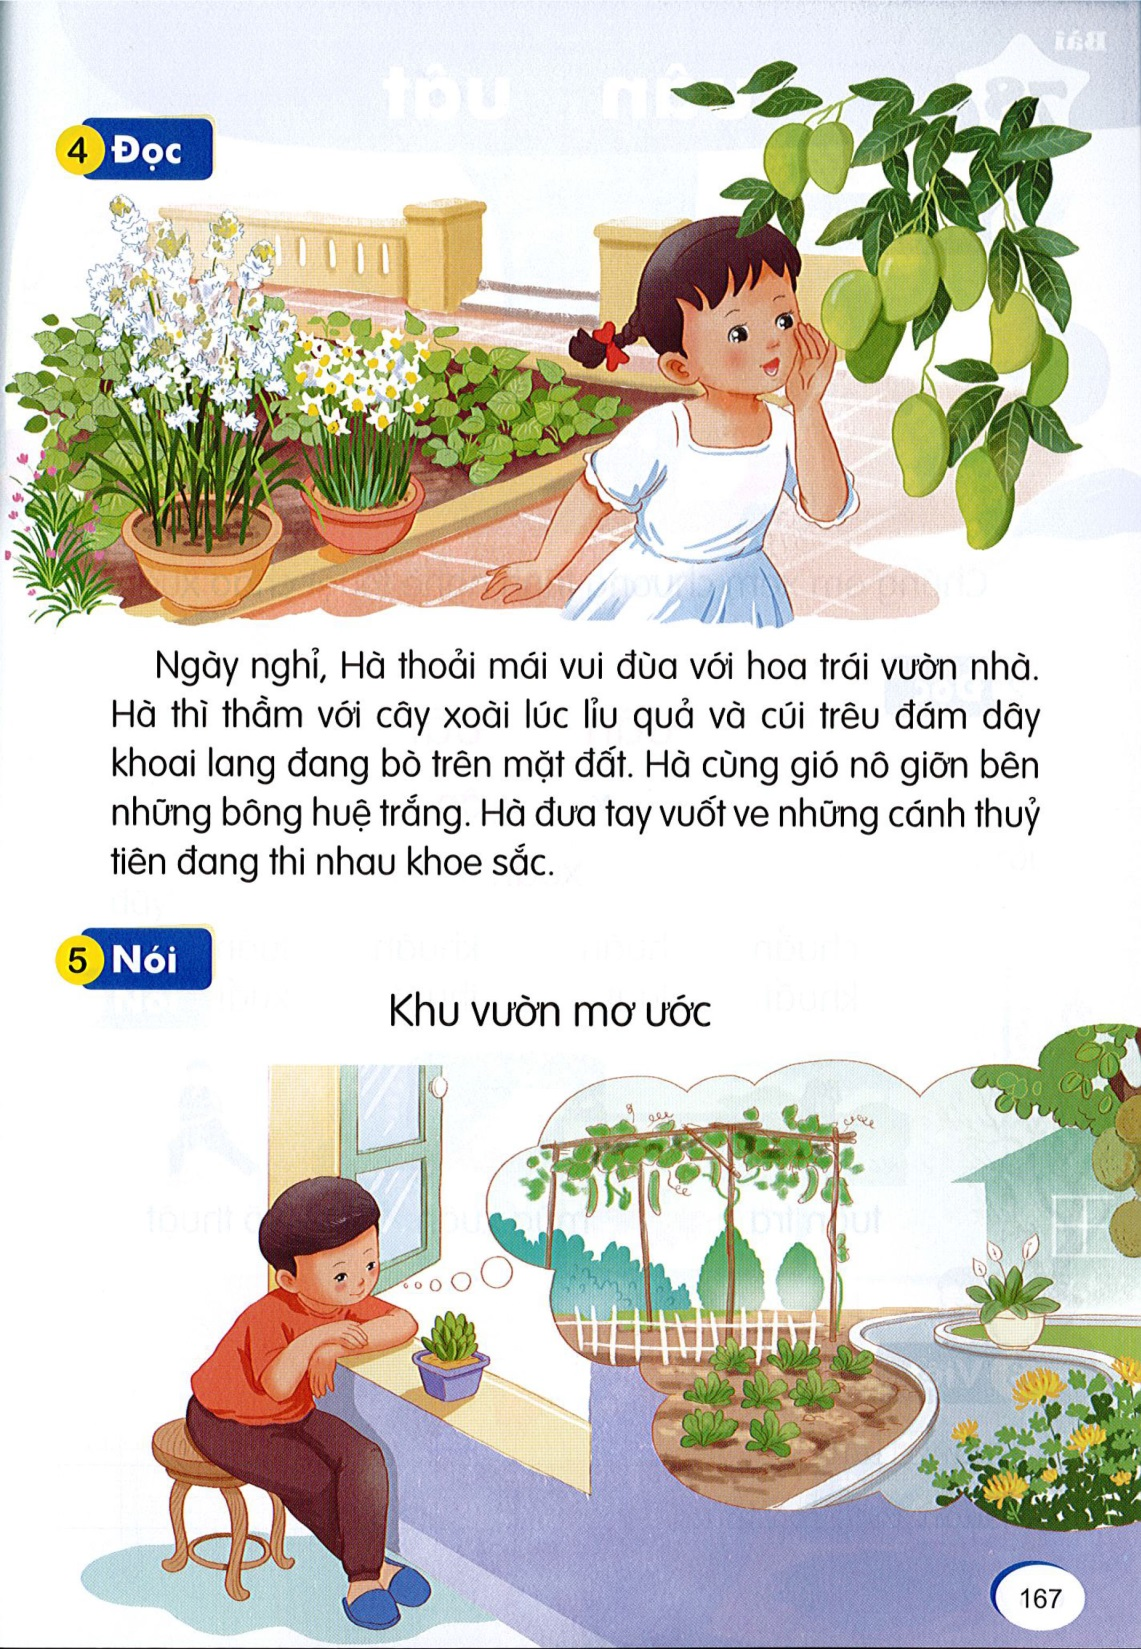 4 Đọc
Ngày nghỉ, Hà thoải mái vui đùa với hoa trái vườn nhà.
Hà thì thầm với cây xoài lúc lỉu quả và cúi trêu đám dây
khoai lang đang bò trên mặt đất. Hà cùng gió nô giỡn bên
những bông huệ trắng. Hà đưa tay vuốt ve những cánh thuỷ
tiên đang thi nhau khoe sắc.
5 Nói
Khu vườn mơ ước
167